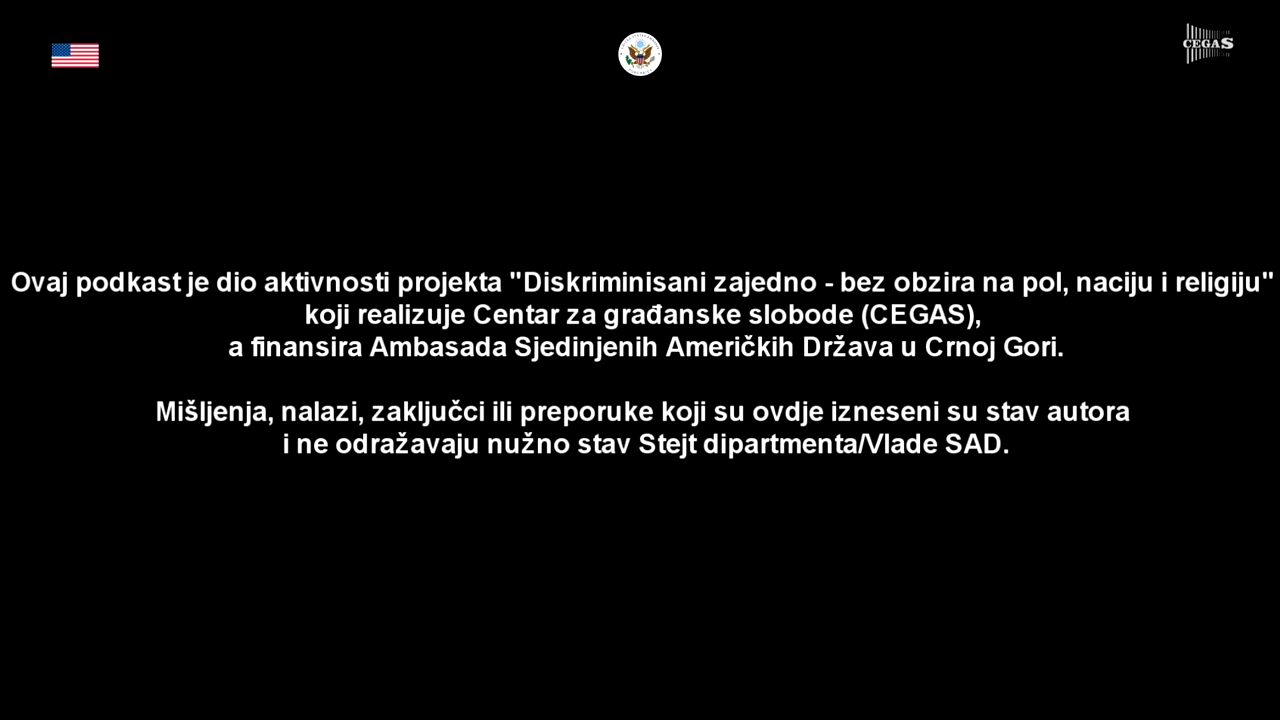 CEGAS
Ovaj podkast je dio aktivnosti projekta "Diskriminisani zajedno - bez obzira na pol, naciju i religiju"
koji realizuje Centar za građanske slobode (CEGAS),
a finansira Ambasada Sjedinjenih Američkih Država u Crnoj Gori.
Mišljenja, nalazi, zaključci ili preporuke koji su ovdje izneseni su stav autora
i ne odražavaju nužno stav Stejt dipartmenta/Vlade SAD.